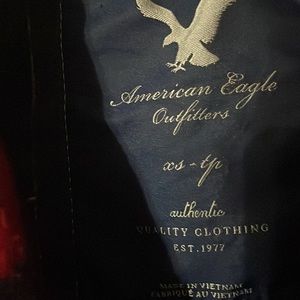 American Eagle
Outfitters
xs - tp
authentic
QUALITY CLOTHING
EST. 1977
MADE IN VIETNAM
FABRIQUÉ AU VIETNAM